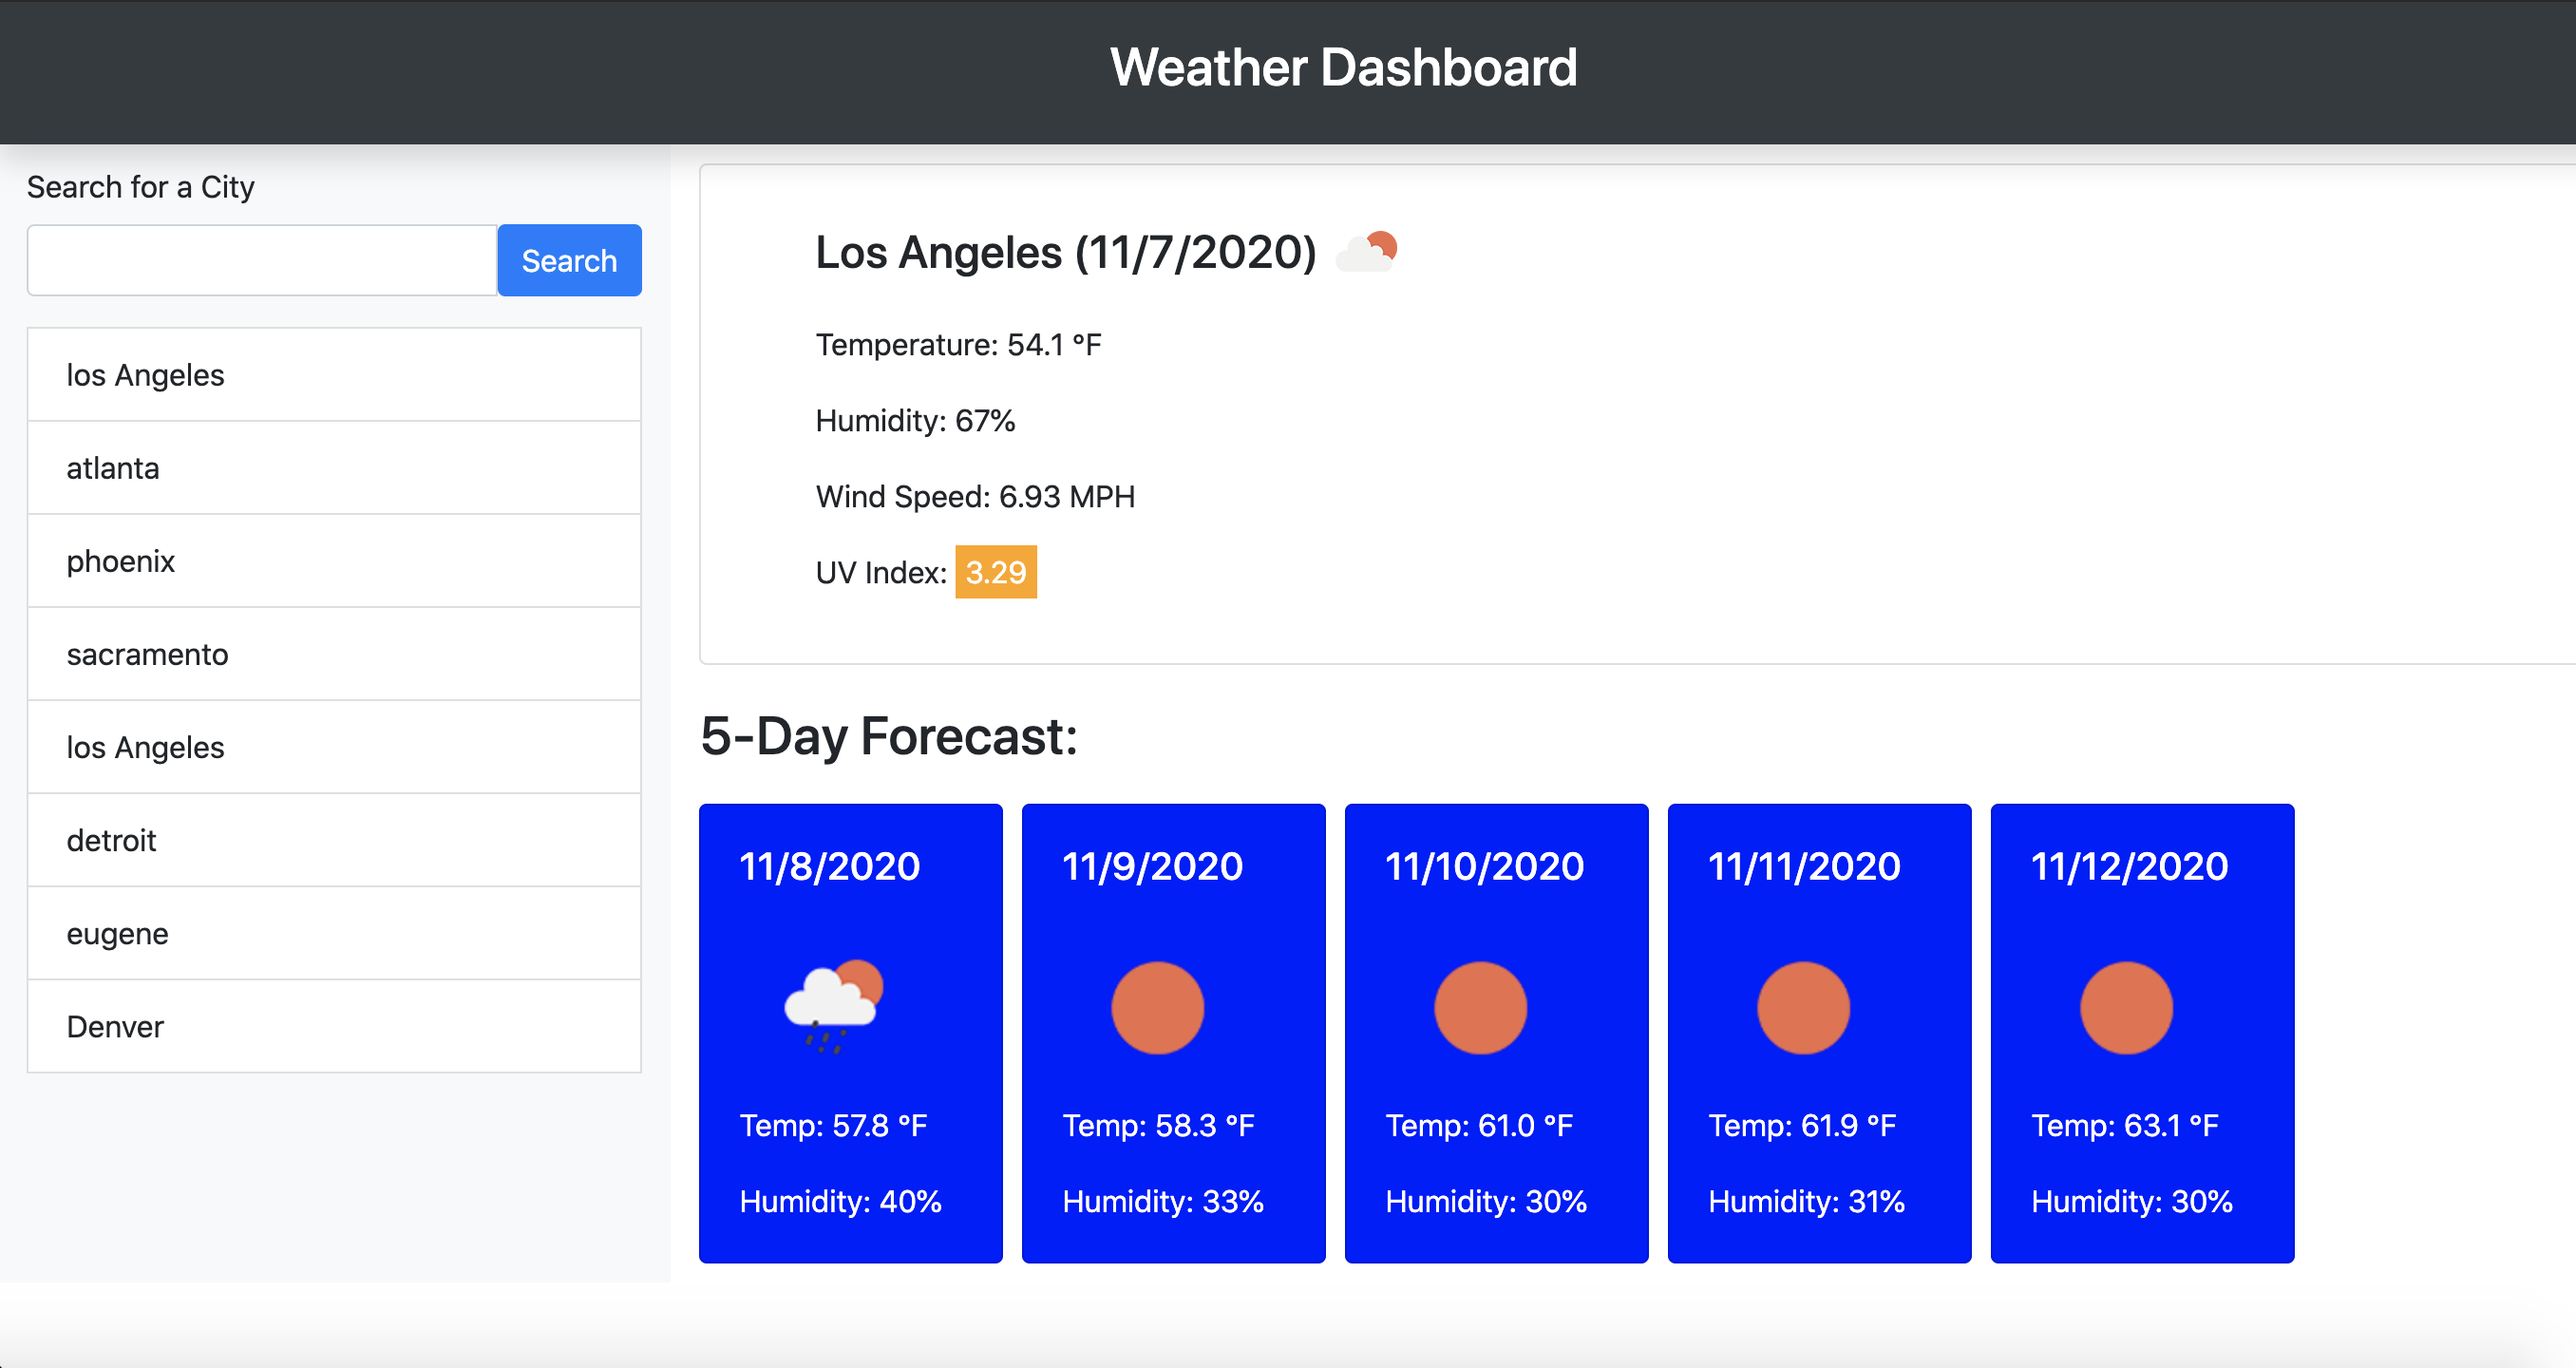 Weather Dashboard
Search for a City
Search
los Angeles
atlanta
phoenix
sacramento
los Angeles
detroit
eugene
Denver
Los Angeles (11/7/2020)
Temperature: 54.1 °F
Humidity: 67%
Wind Speed: 6.93 MPH
UV Index: 3.29
5-Day Forecast:
11/8/2020
Temp: 57.8 °F
Humidity: 40%
11/9/2020
Temp: 58.3 °F
Humidity: 33%
11/10/2020
Temp: 61.0 °F
Humidity: 30%
11/11/2020
Temp: 61.9 °F
Humidity: 31%
11/12/2020
Temp: 63.1 °F
Humidity: 30%